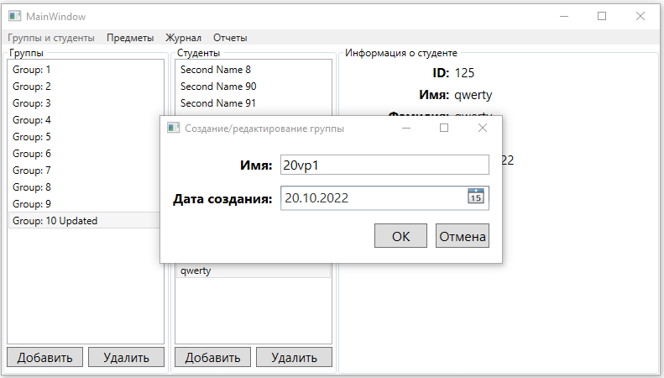 MainWindow
Группы и студенты Предметы Журнал Отчеты
Группы
Group: 1
Group: 2
Group: 3
Group: 4
Group: 5
Group: 6
Group: 7
Group: 8
Group: 9
Group: 10 Updated
Добавить Удалить
Студенты
Second Name 8
Second Name 90
Second Name 91
qwerty
Добавить Удалить
Информация о студенте
ID: 125
Имя: qwerty
22
Создание/редактирование группы
Имя: 20vp1
Дата создания: 20.10.2022 15
OK Отмена